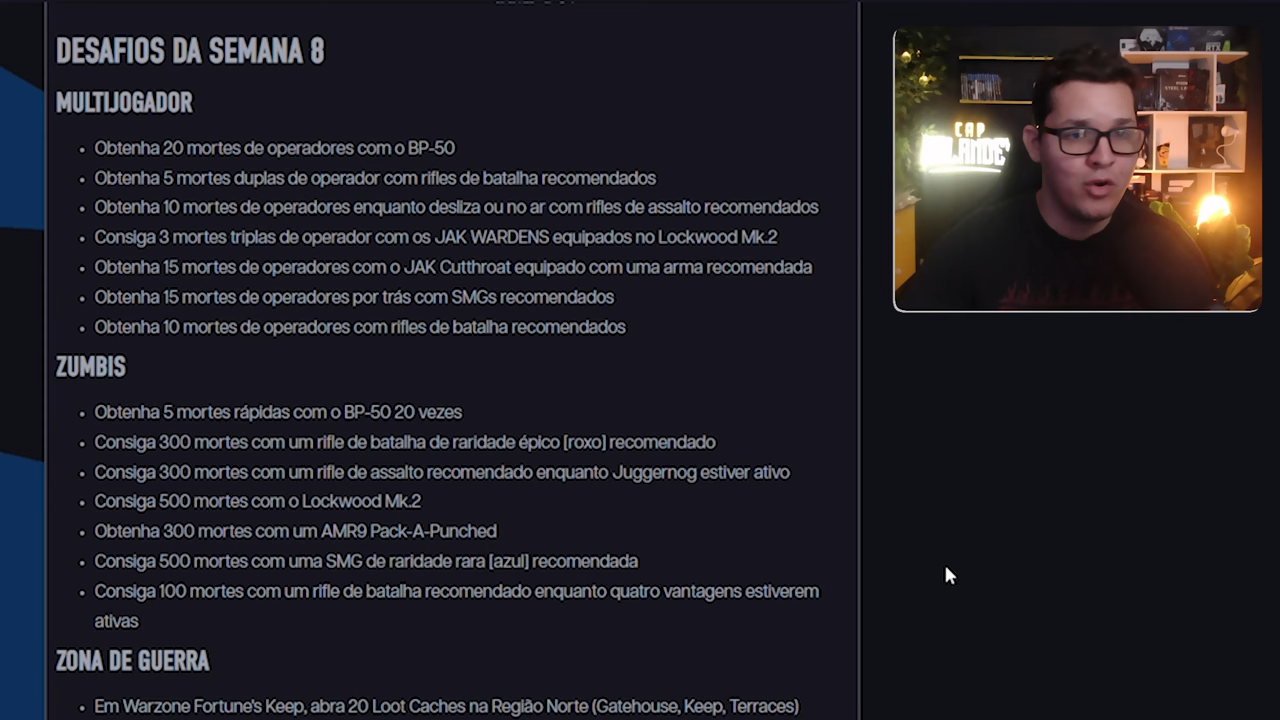 DESAFIOS DA SEMANA 8
MULTIJOGADOR
• Obtenha 20 mortes de operadores com o BP-50
• Obtenha 5 mortes duplas de operador com rifles de batalha recomendados
• Obtenha 10 mortes de operadores enquanto desliza ou no ar com rifles de assalto recomendados
• Consiga 3 mortes triplas de operador com os JAK WARDENS equipados no Lockwood Mk.2
• Obtenha 15 mortes de operadores com o JAK Cutthroat equipado com uma arma recomendada
• Obtenha 15 mortes de operadores por trás com SMGs recomendados
• Obtenha 10 mortes de operadores com rifles de batalha recomendados
ZUMBIS
• Obtenha 5 mortes rápidas com o BP-50 20 vezes
• Consiga 300 mortes com um rifle de batalha de raridade épico [roxo] recomendado
• Consiga 300 mortes com um rifle de assalto recomendado enquanto Juggernog estiver ativo
• Consiga 500 mortes com o Lockwood Mk.2
• Obtenha 300 mortes com um AMR9 Pack-A-Punched
• Consiga 500 mortes com uma SMG de raridade rara [azul] recomendada
• Consiga 100 mortes com um rifle de batalha recomendado enquanto quatro vantagens estiverem
ativas
ZONA DE GUERRA
• Em Warzone Fortune's Keep, abra 20 Loot Caches na Região Norte (Gatehouse, Keep, Terraces)
CAP
RTX